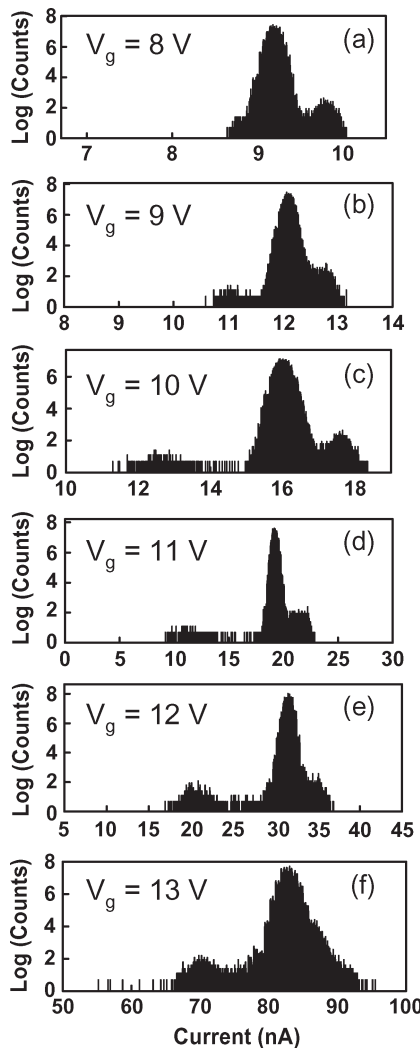 Log (Counts)
8
6
4
2
0
V_g = 8 V
(a)
7 8 9 10
Log (Counts)
8
6
4
2
0
V_g = 9 V
(b)
8 9 10 11 12 13 14
Log (Counts)
6
4
2
0
V_g = 10 V
(c)
10 12 14 16 18
Log (Counts)
8
6
4
2
0
V_g = 11 V
(d)
0 5 10 15 20 25 30
Log (Counts)
8
6
4
2
0
V_g = 12 V
(e)
5 10 15 20 25 30 35 40 45
Log (Counts)
8
6
4
2
0
V_g = 13 V
(f)
50 60 70 80 90 100
Current (nA)